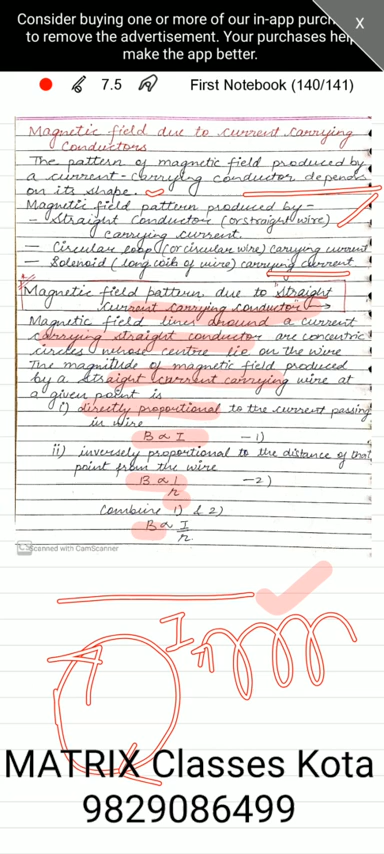 Consider buying one or more of our in-app purch
to remove the advertisement. Your purchases help
make the app better.
X
7.5
First Notebook (140/141)
Magnetic field due to current carrying
conductors
The pattern of magnetic field produced by
a current-carrying conductor depends
on its shape.
Magnetic field pattern produced by-
- Straight conductor (or straight wire)
carrying current.
- Circular loop (or circular wire) carying current
- Solenoid (long coib of wire) carrying current
Magnetic field pattern due to straight
current carrying conductor
Magnetic field lines around a current
carrying straight conductor are concentric
circles whose centre lie on the wire
The magnitude of magnetic field produced
by a straight current carrying wire at
a given point is
i) directly proportional to the current passing
in wire
B ∝ I -1)
ii) inversely proportional to the distance of that
point from the wire
B ∝ 1/r -2)
combine 1) & 2)
B ∝ I/r
CS Scanned with CamScanner
I
MATRIX Classes Kota
9829086499